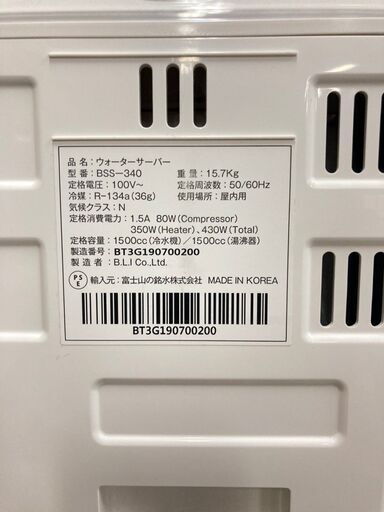 品 名：ウォーターサーバー
型 番：BSS-340 重 量：15.7Kg
定格電圧：100V～ 定格周波数：50/60Hz
冷媒：R-134a(36g) 使用場所：屋内用
気候クラス：N
定格消費電力：1.5A 80W(Compressor)
350W(Heater)、430W(Total)
定格容量：1500cc(冷水機)/1500cc(湯沸器)
製造番号：BT3G190700200
製 造 者：B.L.I Co.,Ltd.
PSE 輸入元：富士山の銘水株式会社 MADE IN KOREA
BT3G190700200